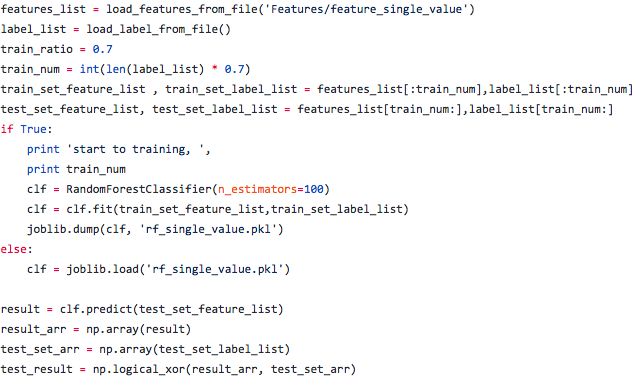 features_list = load_features_from_file('Features/feature_single_value')
label_list = load_label_from_file()
train_ratio = 0.7
train_num = int(len(label_list) * 0.7)
train_set_feature_list , train_set_label_list = features_list[:train_num],label_list[:train_num]
test_set_feature_list, test_set_label_list = features_list[train_num:],label_list[train_num:]
if True:
    print 'start to training, ',
    print train_num
    clf = RandomForestClassifier(n_estimators=100)
    clf = clf.fit(train_set_feature_list,train_set_label_list)
    joblib.dump(clf, 'rf_single_value.pkl')
else:
    clf = joblib.load('rf_single_value.pkl')

result = clf.predict(test_set_feature_list)
result_arr = np.array(result)
test_set_arr = np.array(test_set_label_list)
test_result = np.logical_xor(result_arr, test_set_arr)